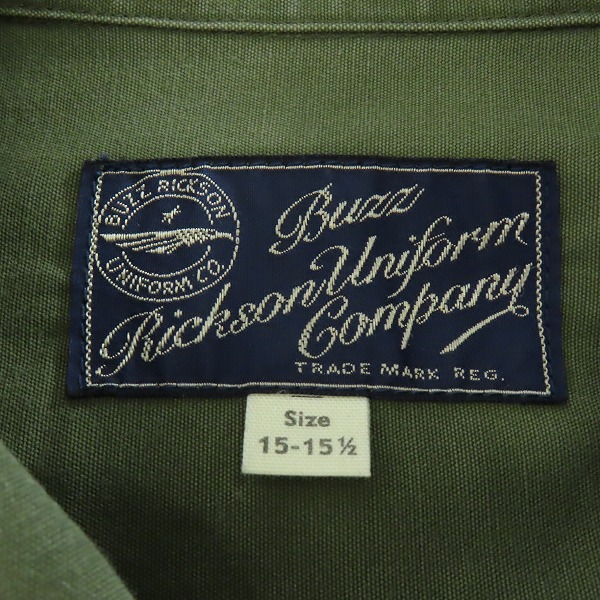 BUZZ RICKSON
UNIFORM CO.
Buzz
Rickson Uniform
Company
TRADE MARK REG.
Size
15-15½